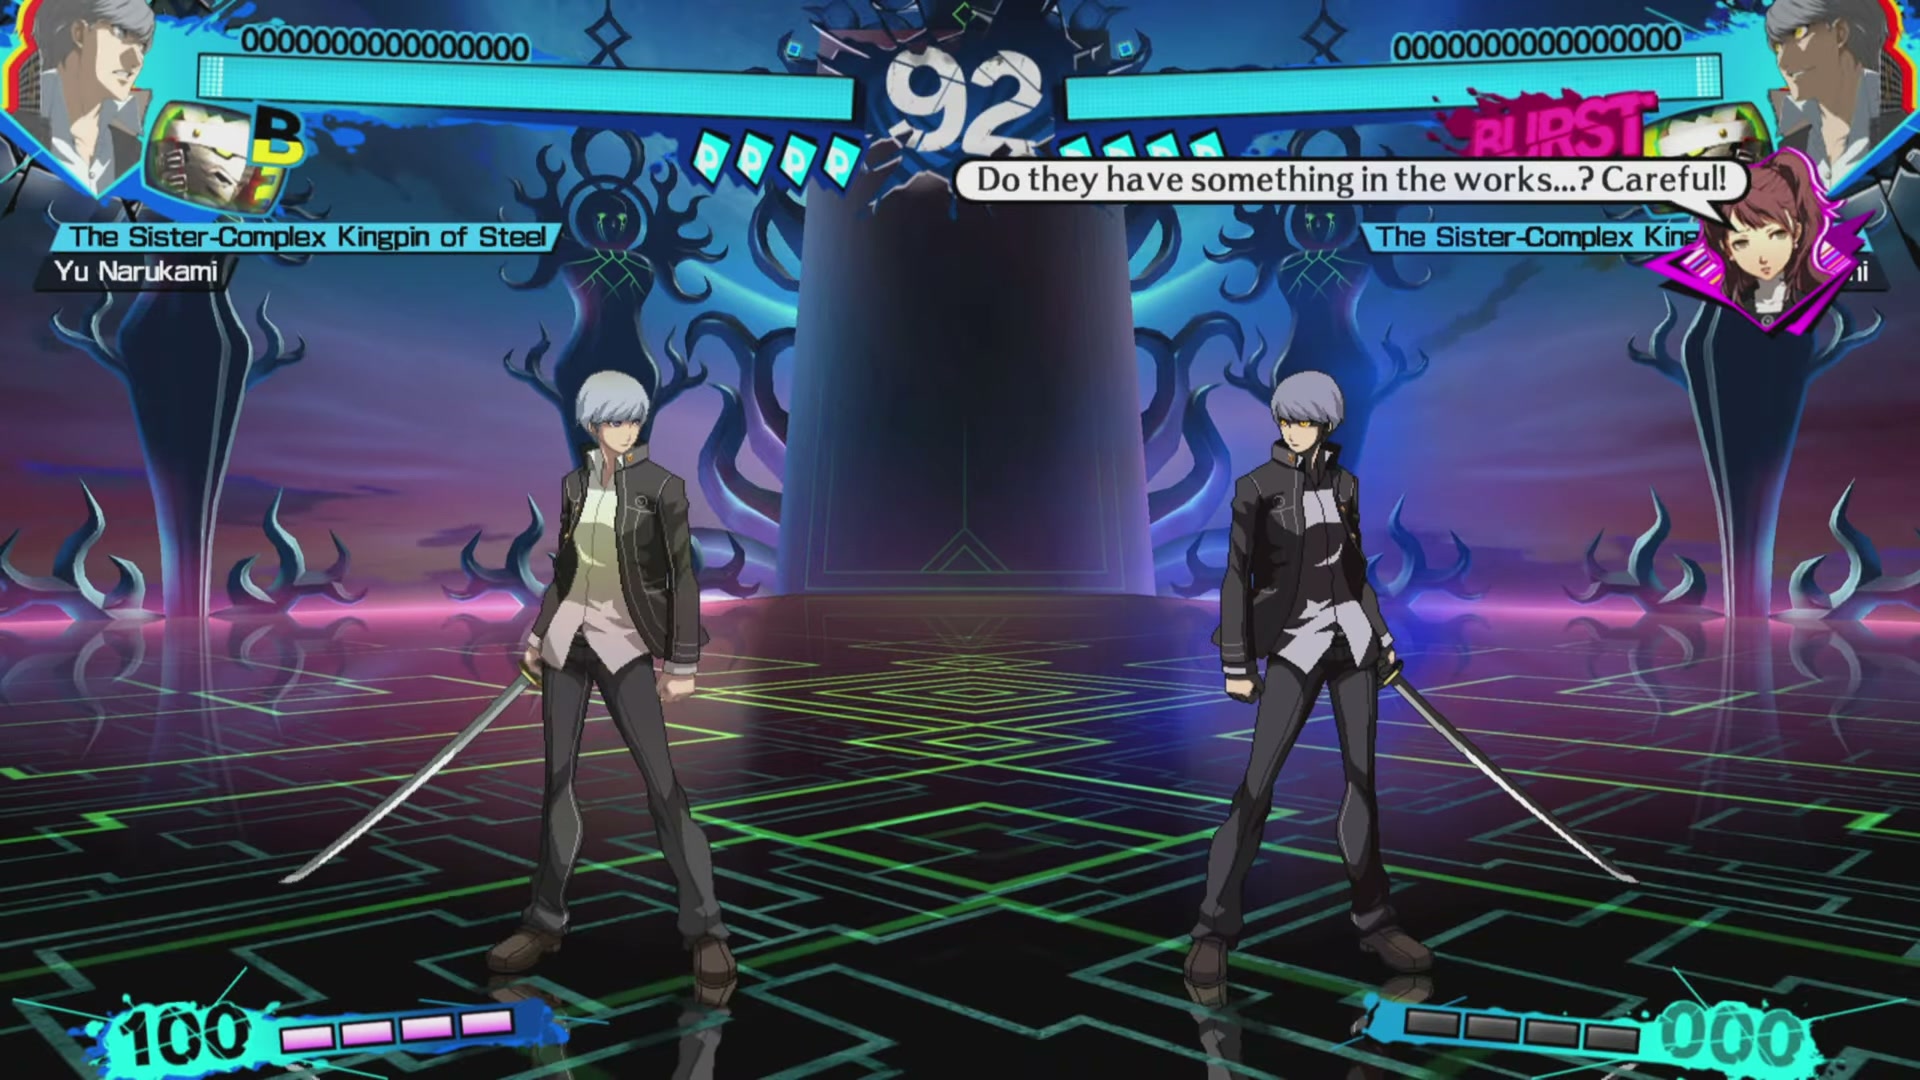 0000000000000000
92
0000000000000000
BURST
P P P P
Do they have something in the works...? Careful!
The Sister-Complex Kingpin of Steel
The Sister-Complex King
Yu Narukami
mi
100
000